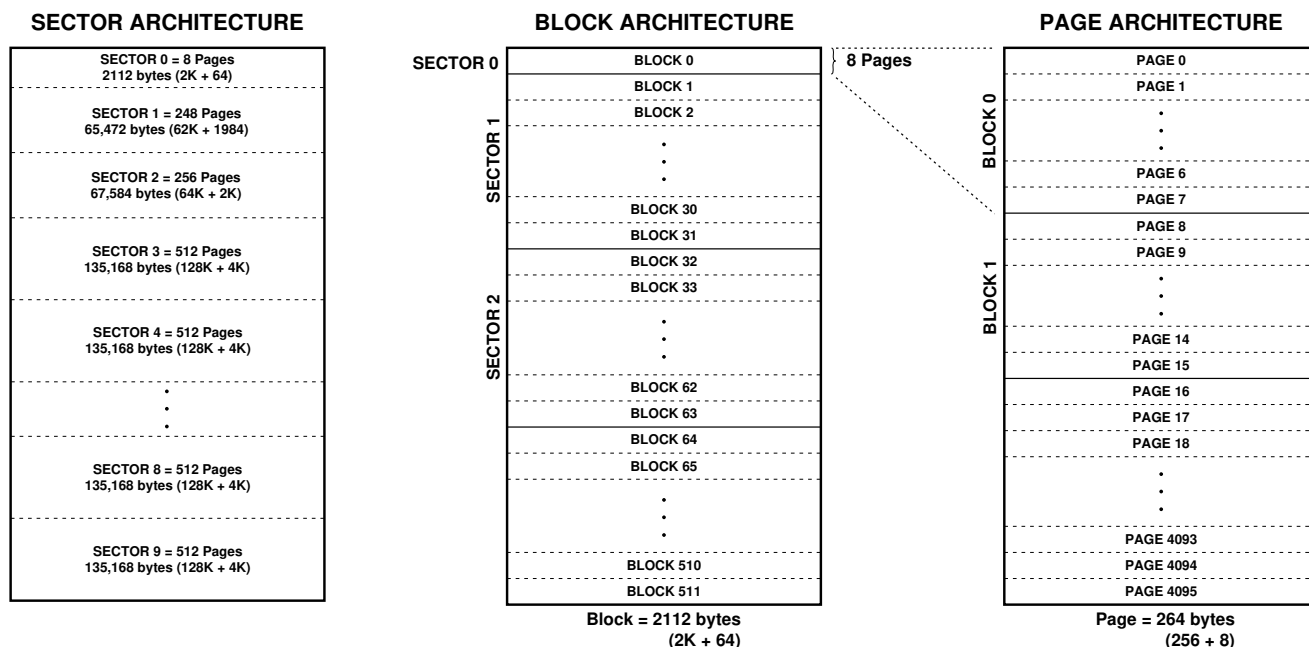 SECTOR ARCHITECTURE
SECTOR 0 = 8 Pages
2112 bytes (2K + 64)
SECTOR 1 = 248 Pages
65,472 bytes (62K + 1984)
SECTOR 2 = 256 Pages
67,584 bytes (64K + 2K)
SECTOR 3 = 512 Pages
135,168 bytes (128K + 4K)
SECTOR 4 = 512 Pages
135,168 bytes (128K + 4K)
SECTOR 8 = 512 Pages
135,168 bytes (128K + 4K)
SECTOR 9 = 512 Pages
135,168 bytes (128K + 4K)
BLOCK ARCHITECTURE
SECTOR 0
SECTOR 1
SECTOR 2
BLOCK 0
BLOCK 1
BLOCK 2
BLOCK 30
BLOCK 31
BLOCK 32
BLOCK 33
BLOCK 62
BLOCK 63
BLOCK 64
BLOCK 65
BLOCK 510
BLOCK 511
Block = 2112 bytes
(2K + 64)
8 Pages
PAGE ARCHITECTURE
BLOCK 0
BLOCK 1
PAGE 0
PAGE 1
PAGE 6
PAGE 7
PAGE 8
PAGE 9
PAGE 14
PAGE 15
PAGE 16
PAGE 17
PAGE 18
PAGE 4093
PAGE 4094
PAGE 4095
Page = 264 bytes
(256 + 8)